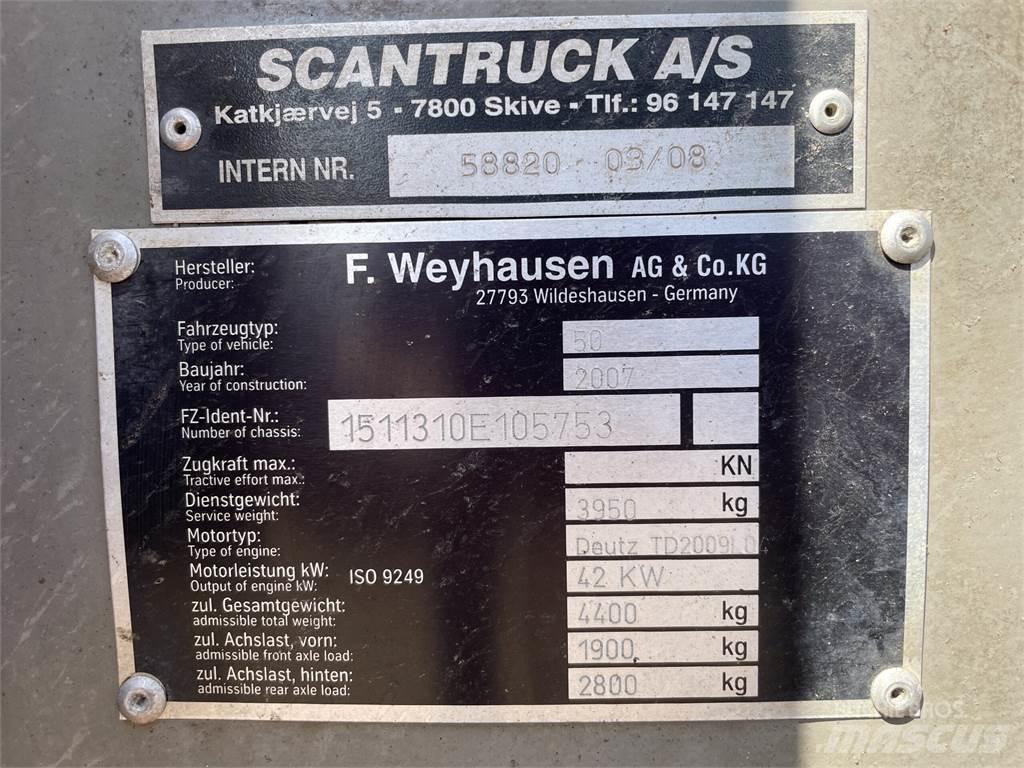 SCANTRUCK A/S
Katkjærvej 5 - 7800 Skive - Tlf.: 96 147 147
INTERN NR. 58820 03/08
Hersteller: F. Weyhausen AG & Co.KG
Producer: 27793 Wildeshausen - Germany
Fahrzeugtyp: 50
Type of vehicle:
Baujahr: 2007
Year of construction:
FZ-Ident-Nr.: 1511310E105753
Number of chassis:
Zugkraft max.: KN
Tractive effort max.:
Dienstgewicht: 3950 kg
Service weight:
Motortyp: Deutz TD2009L0
Type of engine:
Motorleistung kW: ISO 9249 42 KW
Output of engine kW:
zul. Gesamtgewicht: 4400 kg
admissible total weight:
zul. Achslast, vorn: 1900 kg
admissible front axle load:
zul. Achslast, hinten: 2800 kg
admissible rear axle load:
mascus